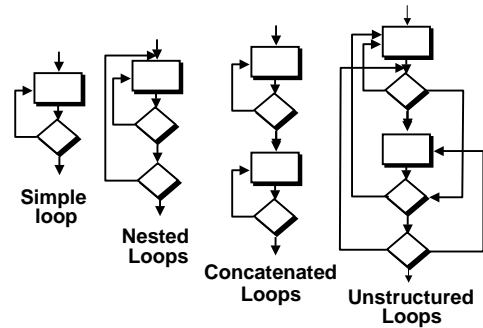 Simple
loop
Nested
Loops
Concatenated
Loops
Unstructured
Loops